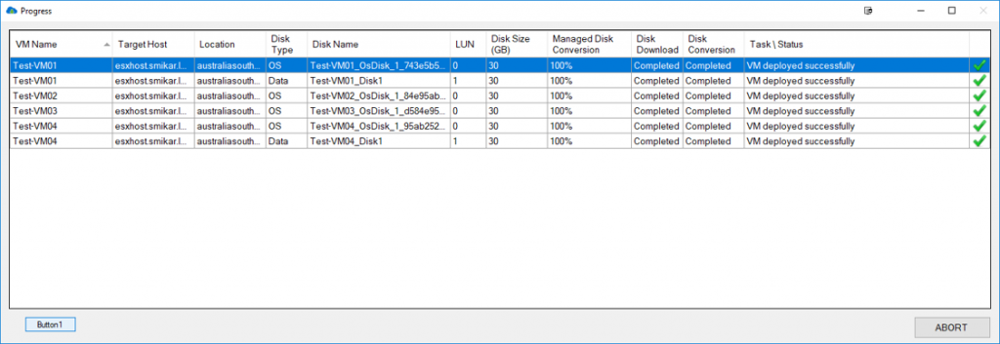 Progress
VM Name Target Host Location Disk Type Disk Name LUN Disk Size (GB) Managed Disk Conversion Disk Download Disk Conversion Task \ Status
Test-VM01 esxhost.smikar.l... australiasouth... OS Test-VM01_OsDisk_1_743e5b5... 0 30 100% Completed Completed VM deployed successfully
Test-VM01 esxhost.smikar.l... australiasouth... Data Test-VM01_Disk1 1 30 100% Completed Completed VM deployed successfully
Test-VM02 esxhost.smikar.l... australiasouth... OS Test-VM02_OsDisk_1_84e95ab... 0 30 100% Completed Completed VM deployed successfully
Test-VM03 esxhost.smikar.l... australiasouth... OS Test-VM03_OsDisk_1_d584e95... 0 30 100% Completed Completed VM deployed successfully
Test-VM04 esxhost.smikar.l... australiasouth... OS Test-VM04_OsDisk_1_95ab252... 0 30 100% Completed Completed VM deployed successfully
Test-VM04 esxhost.smikar.l... australiasouth... Data Test-VM04_Disk1 1 30 100% Completed Completed VM deployed successfully
Button1
ABORT